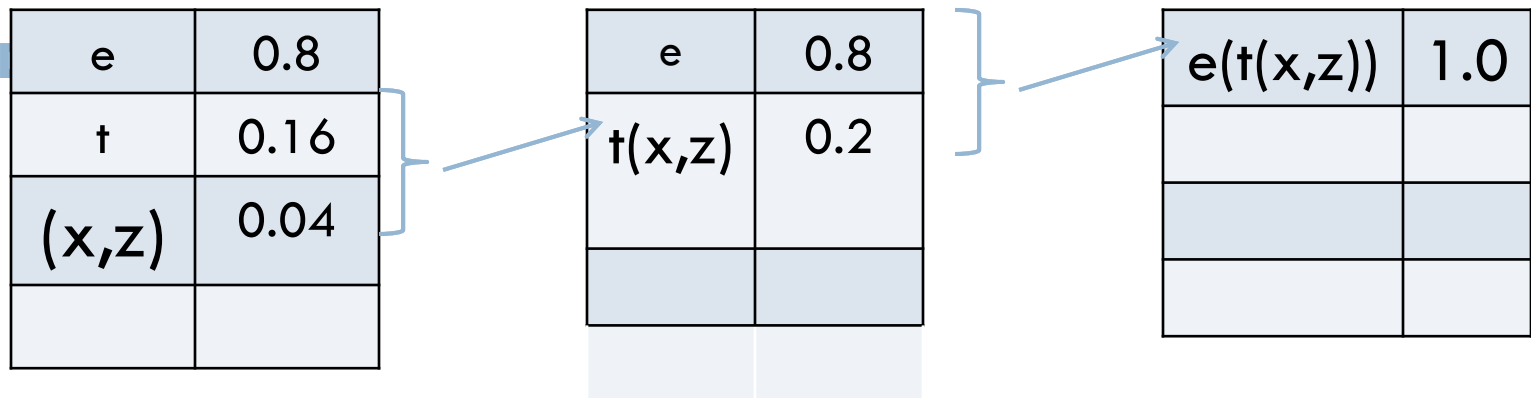 e 0.8
t 0.16
(x,z) 0.04
e 0.8
t(x,z) 0.2
e(t(x,z)) 1.0